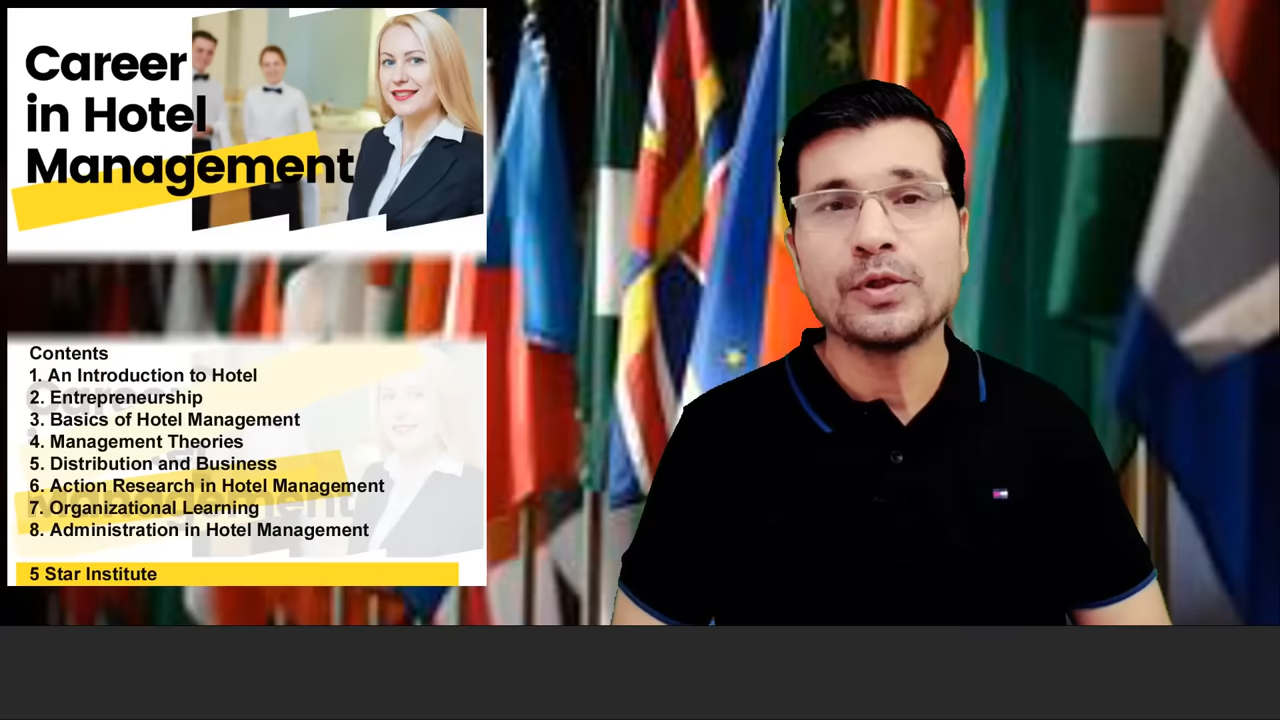 Career
in Hotel
Management
Contents
1. An Introduction to Hotel
2. Entrepreneurship
3. Basics of Hotel Management
4. Management Theories
5. Distribution and Business
6. Action Research in Hotel Management
7. Organizational Learning
8. Administration in Hotel Management
5 Star Institute